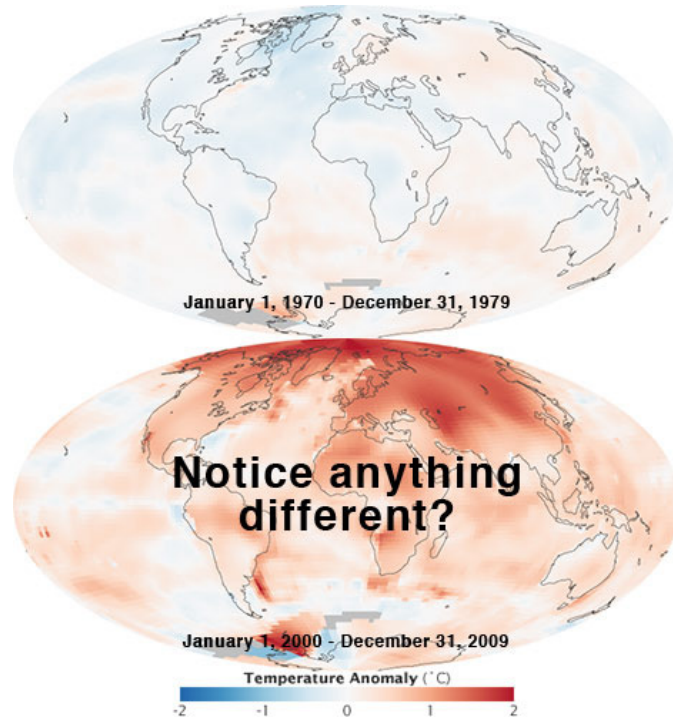 January 1, 1970 - December 31, 1979
Notice anything
different?
January 1, 2000 - December 31, 2009
Temperature Anomaly (˚C)
-2 -1 0 1 2